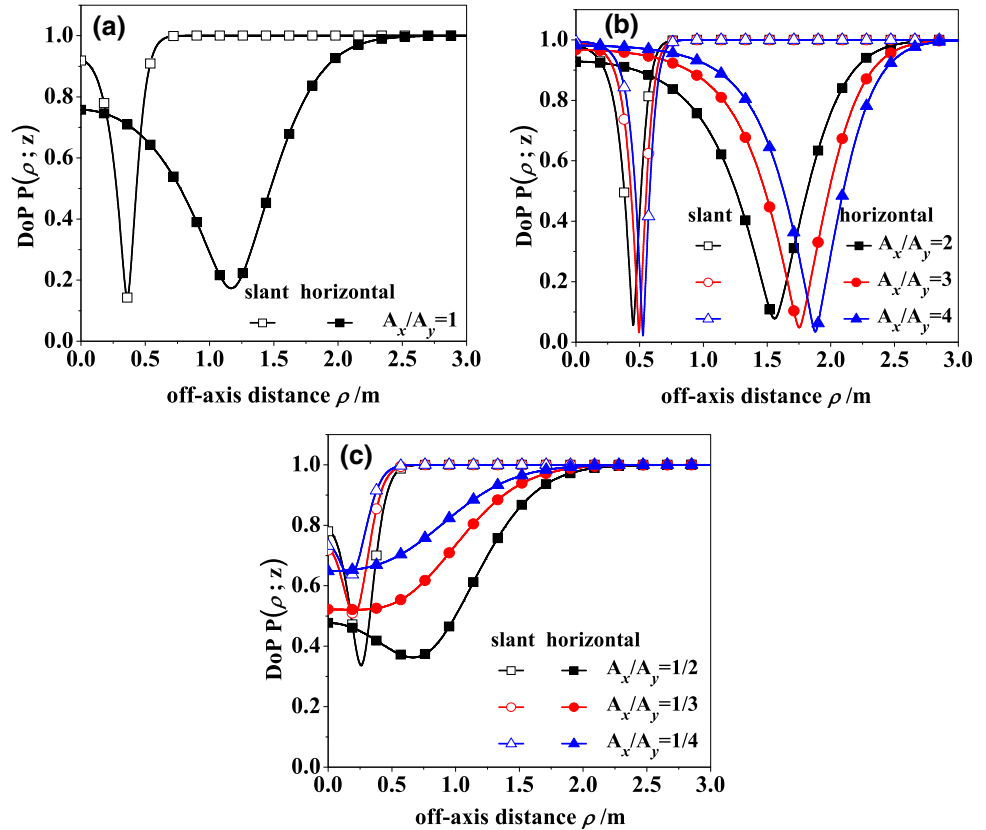 (a)
1.0
0.8
0.6
0.4
0.2
0.0
DoP P(ρ; z)
slant horizontal
A_x/A_y=1
0.0 0.5 1.0 1.5 2.0 2.5 3.0
off-axis distance ρ /m
(b)
1.0
0.8
0.6
0.4
0.2
0.0
DoP P(ρ; z)
slant horizontal
A_x/A_y=2
A_x/A_y=3
A_x/A_y=4
0.0 0.5 1.0 1.5 2.0 2.5 3.0
off-axis distance ρ /m
(c)
1.0
0.8
0.6
0.4
0.2
0.0
DoP P(ρ; z)
slant horizontal
A_x/A_y=1/2
A_x/A_y=1/3
A_x/A_y=1/4
0.0 0.5 1.0 1.5 2.0 2.5 3.0
off-axis distance ρ /m